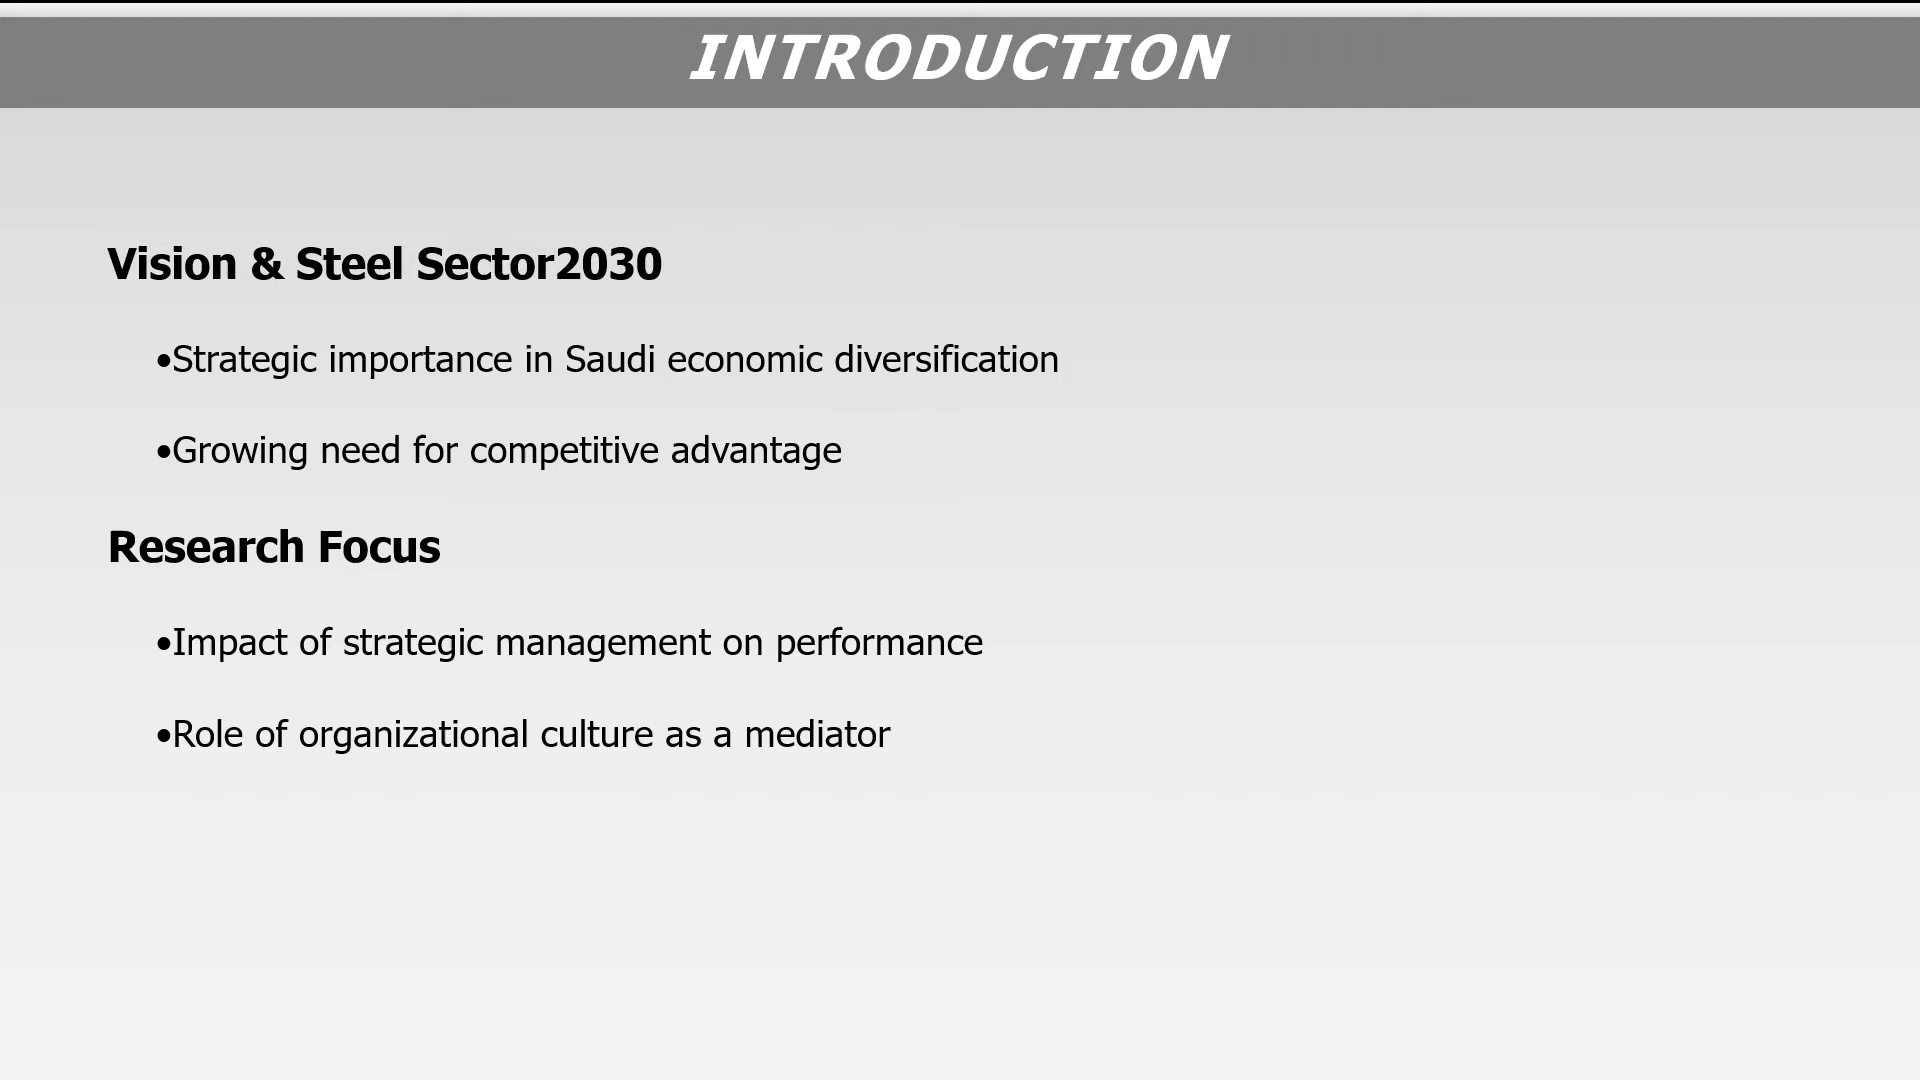 INTRODUCTION
Vision & Steel Sector2030
•Strategic importance in Saudi economic diversification
•Growing need for competitive advantage
Research Focus
•Impact of strategic management on performance
•Role of organizational culture as a mediator